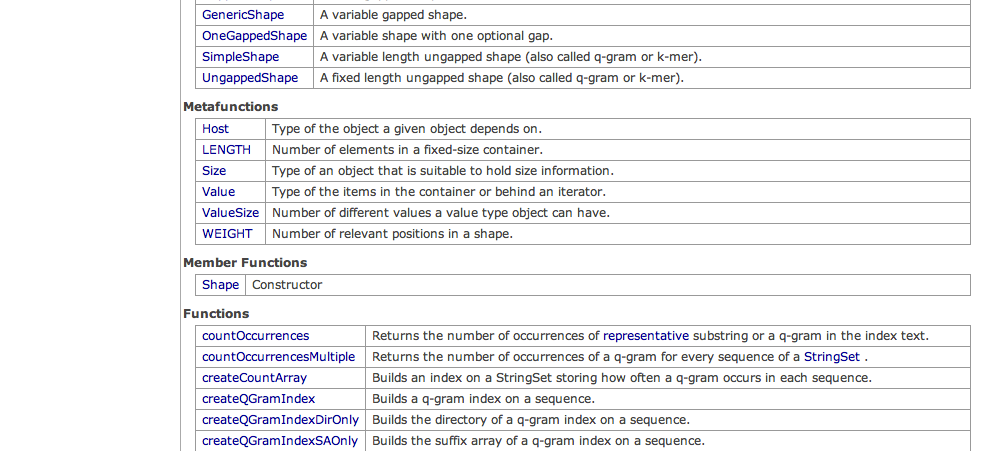 GenericShape A variable gapped shape.
OneGappedShape A variable shape with one optional gap.
SimpleShape A variable length ungapped shape (also called q-gram or k-mer).
UngappedShape A fixed length ungapped shape (also called q-gram or k-mer).
Metafunctions
Host Type of the object a given object depends on.
LENGTH Number of elements in a fixed-size container.
Size Type of an object that is suitable to hold size information.
Value Type of the items in the container or behind an iterator.
ValueSize Number of different values a value type object can have.
WEIGHT Number of relevant positions in a shape.
Member Functions
Shape Constructor
Functions
countOccurrences Returns the number of occurrences of representative substring or a q-gram in the index text.
countOccurrencesMultiple Returns the number of occurrences of a q-gram for every sequence of a StringSet .
createCountArray Builds an index on a StringSet storing how often a q-gram occurs in each sequence.
createQGramIndex Builds a q-gram index on a sequence.
createQGramIndexDirOnly Builds the directory of a q-gram index on a sequence.
createQGramIndexSAOnly Builds the suffix array of a q-gram index on a sequence.